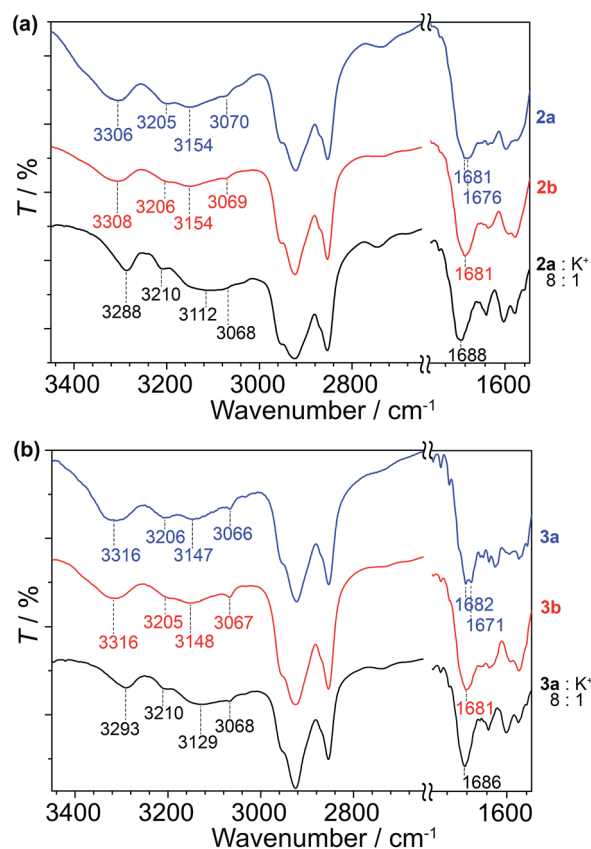 (a)
T / %
3306
3205
3154
3070
1681
1676
2a
3308
3206
3154
3069
1681
2b
3288
3210
3112
3068
1688
2a : K⁺
8 : 1
3400 3200 3000 2800 1600
Wavenumber / cm⁻¹
(b)
T / %
3316
3206
3147
3066
1682
1671
3a
3316
3205
3148
3067
1681
3b
3293
3210
3129
3068
1686
3a : K⁺
8 : 1
3400 3200 3000 2800 1600
Wavenumber / cm⁻¹